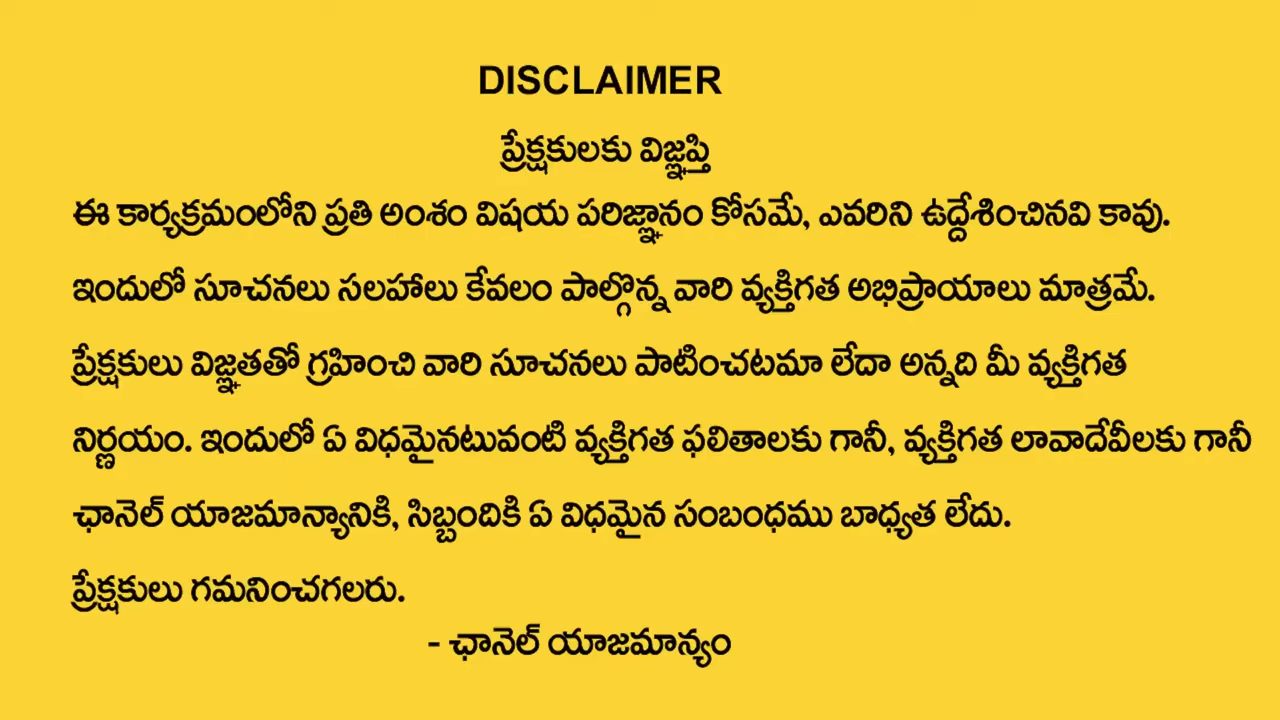 DISCLAIMER
ప్రేక్షకులకు విజ్ఞప్తి
ఈ కార్యక్రమంలోని ప్రతి అంశం విషయ పరిజ్ఞానం కోసమే, ఎవరిని ఉద్దేశించినవి కావు.
ఇందులో సూచనలు సలహాలు కేవలం పాల్గొన్న వారి వ్యక్తిగత అభిప్రాయాలు మాత్రమే.
ప్రేక్షకులు విజ్ఞతతో గ్రహించి వారి సూచనలు పాటించటమా లేదా అన్నది మీ వ్యక్తిగత
నిర్ణయం. ఇందులో ఏ విధమైనటువంటి వ్యక్తిగత ఫలితాలకు గానీ, వ్యక్తిగత లావాదేవీలకు గానీ
ఛానెల్ యాజమాన్యానికి, సిబ్బందికి ఏ విధమైన సంబంధము బాధ్యత లేదు.
ప్రేక్షకులు గమనించగలరు.
- ఛానెల్ యాజమాన్యం